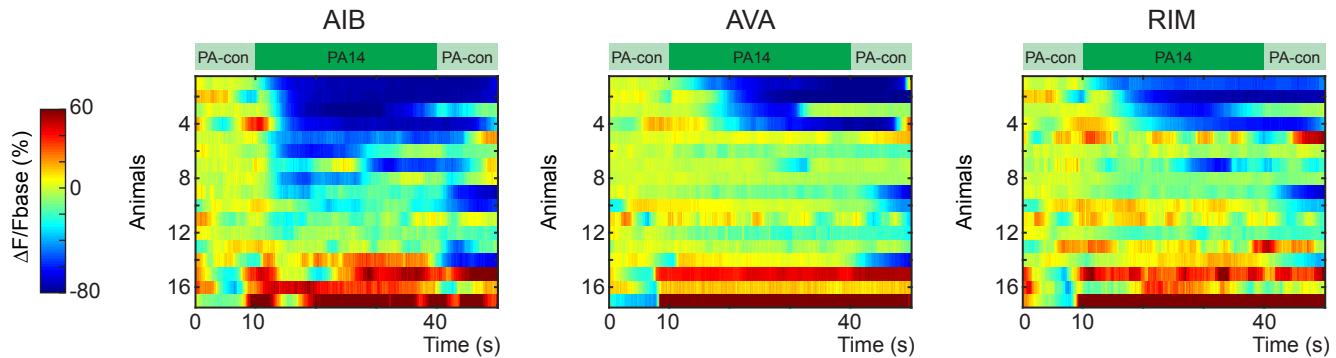 AIB
AVA
RIM
PA-con PA14 PA-con
PA-con PA14 PA-con
PA-con PA14 PA-con
ΔF/Fbase (%)
60
0
-80
Animals
4
8
12
16
0 10 40
Time (s)
Animals
4
8
12
16
0 10 40
Time (s)
Animals
4
8
12
16
0 10 40
Time (s)